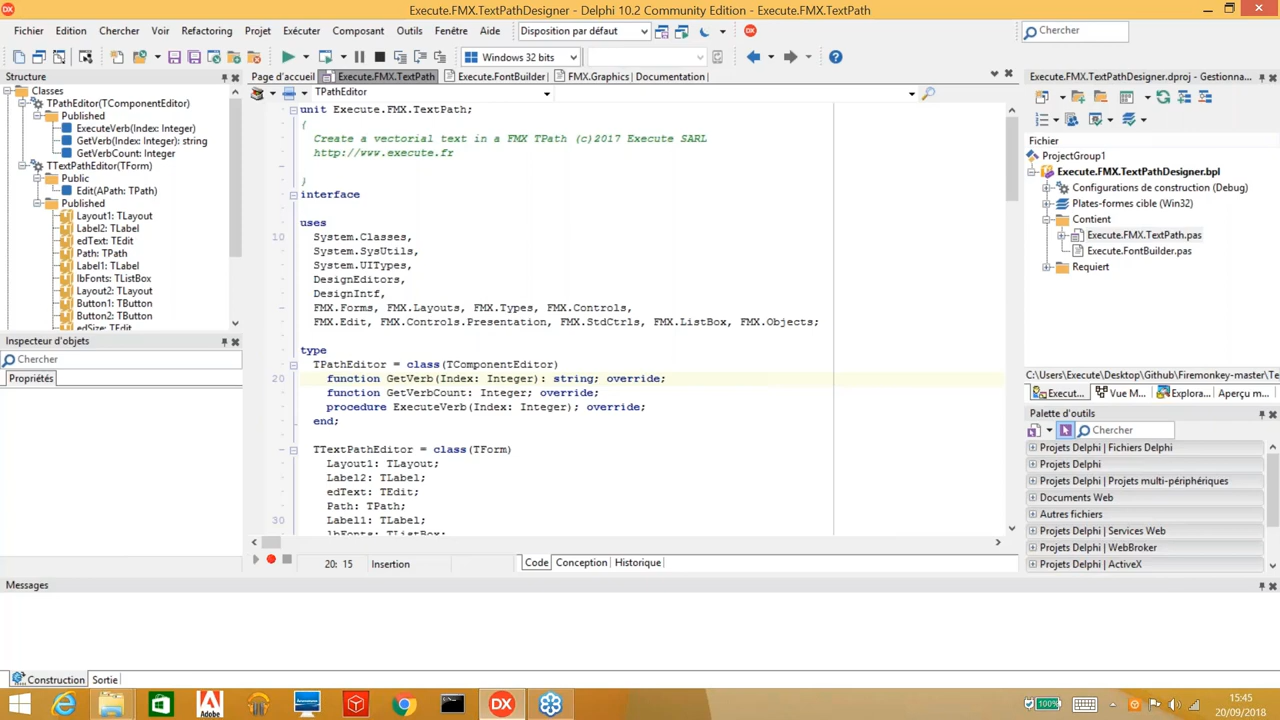 Execute.FMX.TextPathDesigner - Delphi 10.2 Community Edition - Execute.FMX.TextPath
Fichier Edition Chercher Voir Refactoring Projet Exécuter Composant Outils Fenêtre Aide Disposition par défaut Chercher
Windows 32 bits
Structure
Classes
TPathEditor(TComponentEditor)
Published
ExecuteVerb(Index: Integer)
GetVerb(Index: Integer): string
GetVerbCount: Integer
TTextPathEditor(TForm)
Public
Edit(APath: TPath)
Published
Layout1: TLayout
Label2: TLabel
edText: TEdit
Path: TPath
Label1: TLabel
lbFonts: TListBox
Layout2: TLayout
Button1: TButton
Button2: TButton
edSize: TEdit
Inspecteur d'objets
Chercher
Propriétés
Page d'accueil Execute.FMX.TextPath Execute.FontBuilder FMX.Graphics Documentation
TPathEditor
unit Execute.FMX.TextPath;
{
Create a vectorial text in a FMX TPath (c)2017 Execute SARL
http://www.execute.fr
}
interface
uses
10 System.Classes,
System.SysUtils,
System.UITypes,
DesignEditors,
DesignIntf,
FMX.Forms, FMX.Layouts, FMX.Types, FMX.Controls,
FMX.Edit, FMX.Controls.Presentation, FMX.StdCtrls, FMX.ListBox, FMX.Objects;
type
TPathEditor = class(TComponentEditor)
20 function GetVerb(Index: Integer): string; override;
function GetVerbCount: Integer; override;
procedure ExecuteVerb(Index: Integer); override;
end;
TTextPathEditor = class(TForm)
Layout1: TLayout;
Label2: TLabel;
edText: TEdit;
Path: TPath;
30 Label1: TLabel;
lbFonts: TListBox;
20: 15 Insertion Code Conception Historique
Execute.FMX.TextPathDesigner.dproj - Gestionna...
Fichier
ProjectGroup1
Execute.FMX.TextPathDesigner.bpl
Configurations de construction (Debug)
Plates-formes cible (Win32)
Contient
Execute.FMX.TextPath.pas
Execute.FontBuilder.pas
Requiert
C:\Users\Execute\Desktop\Github\Firemonkey-master\Te
Execut... Vue M... Explora... Aperçu m...
Palette d'outils
Chercher
Projets Delphi | Fichiers Delphi
Projets Delphi
Projets Delphi | Projets multi-périphériques
Documents Web
Autres fichiers
Projets Delphi | Services Web
Projets Delphi | WebBroker
Projets Delphi | ActiveX
Messages
Construction Sortie
DX
Adobe
100%
15:45
20/09/2018